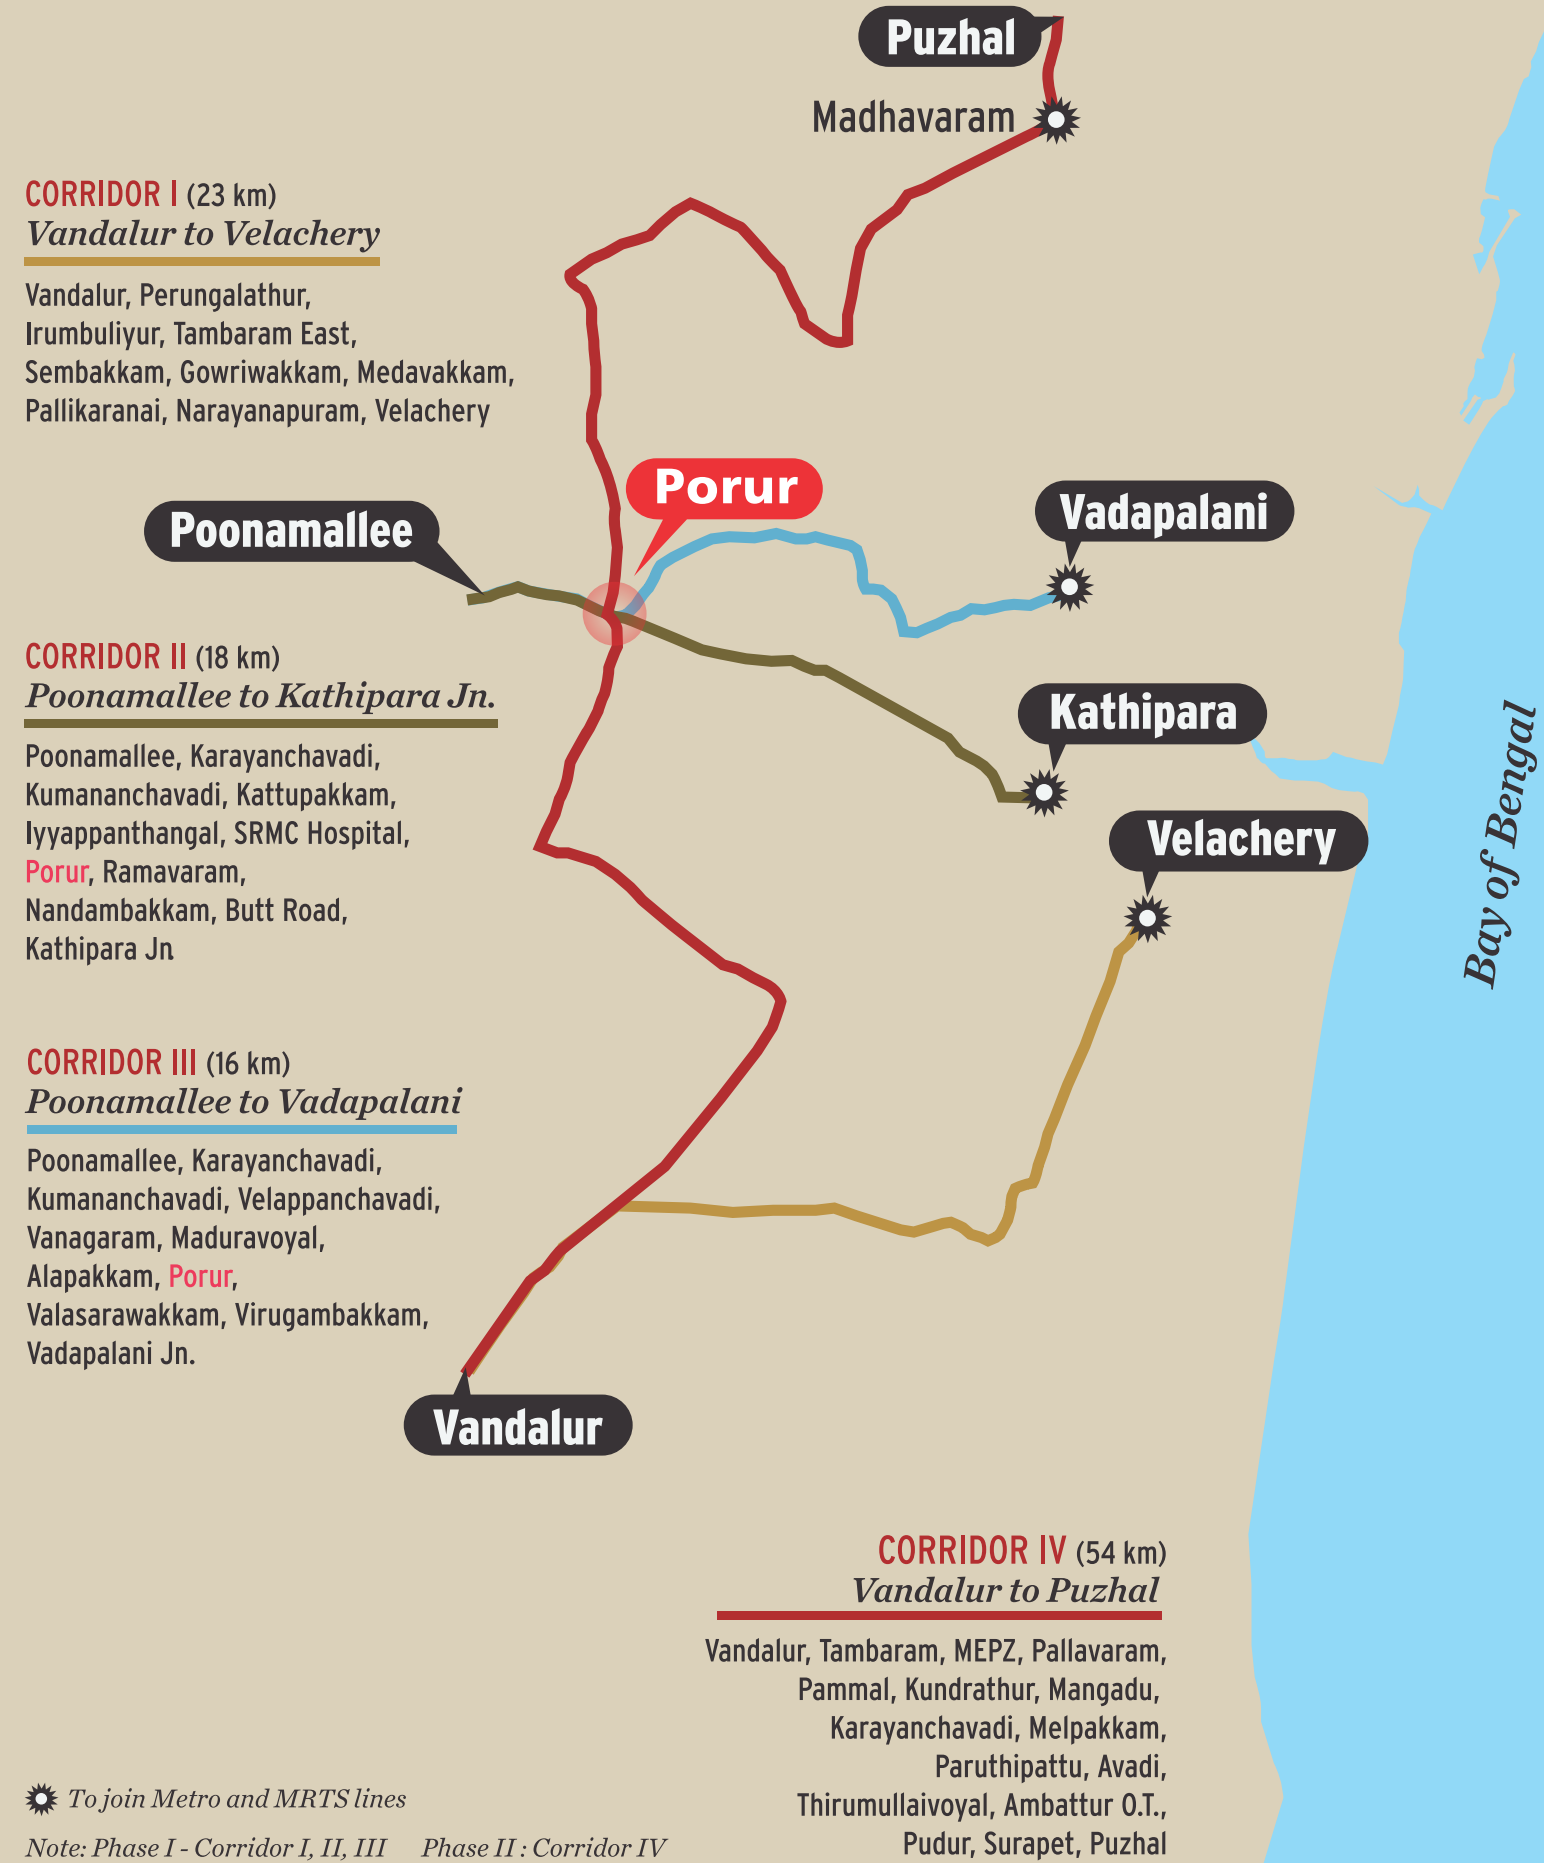 Puzhal
Madhavaram
CORRIDOR I (23 km)
Vandalur to Velachery
Vandalur, Perungalathur,
Irumbuliyur, Tambaram East,
Sembakkam, Gowriwakkam, Medavakkam,
Pallikaranai, Narayanapuram, Velachery
Porur
Vadapalani
Poonamallee
CORRIDOR II (18 km)
Poonamallee to Kathipara Jn.
Poonamallee, Karayanchavadi,
Kumananchavadi, Kattupakkam,
Iyyappanthangal, SRMC Hospital,
Porur, Ramavaram,
Nandambakkam, Butt Road,
Kathipara Jn
Kathipara
Velachery
Bay of Bengal
CORRIDOR III (16 km)
Poonamallee to Vadapalani
Poonamallee, Karayanchavadi,
Kumananchavadi, Velappanchavadi,
Vanagaram, Maduravoyal,
Alapakkam, Porur,
Valasarawakkam, Virugambakkam,
Vadapalani Jn.
Vandalur
CORRIDOR IV (54 km)
Vandalur to Puzhal
Vandalur, Tambaram, MEPZ, Pallavaram,
Pammal, Kundrathur, Mangadu,
Karayanchavadi, Melpakkam,
Paruthipattu, Avadi,
Thirumullaivoyal, Ambattur O.T.,
Pudur, Surapet, Puzhal
To join Metro and MRTS lines
Note: Phase I - Corridor I, II, III Phase II : Corridor IV